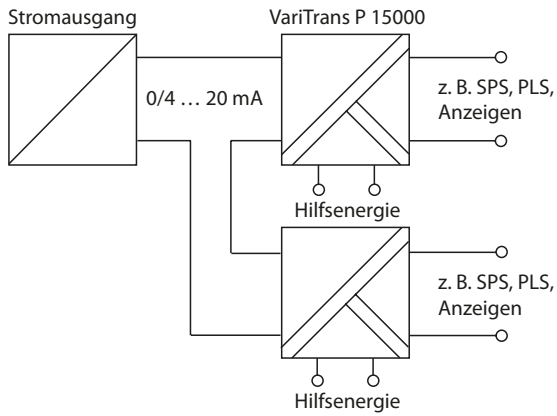 Stromausgang
VariTrans P 15000
0/4 … 20 mA
z. B. SPS, PLS,
Anzeigen
Hilfsenergie
z. B. SPS, PLS,
Anzeigen
Hilfsenergie